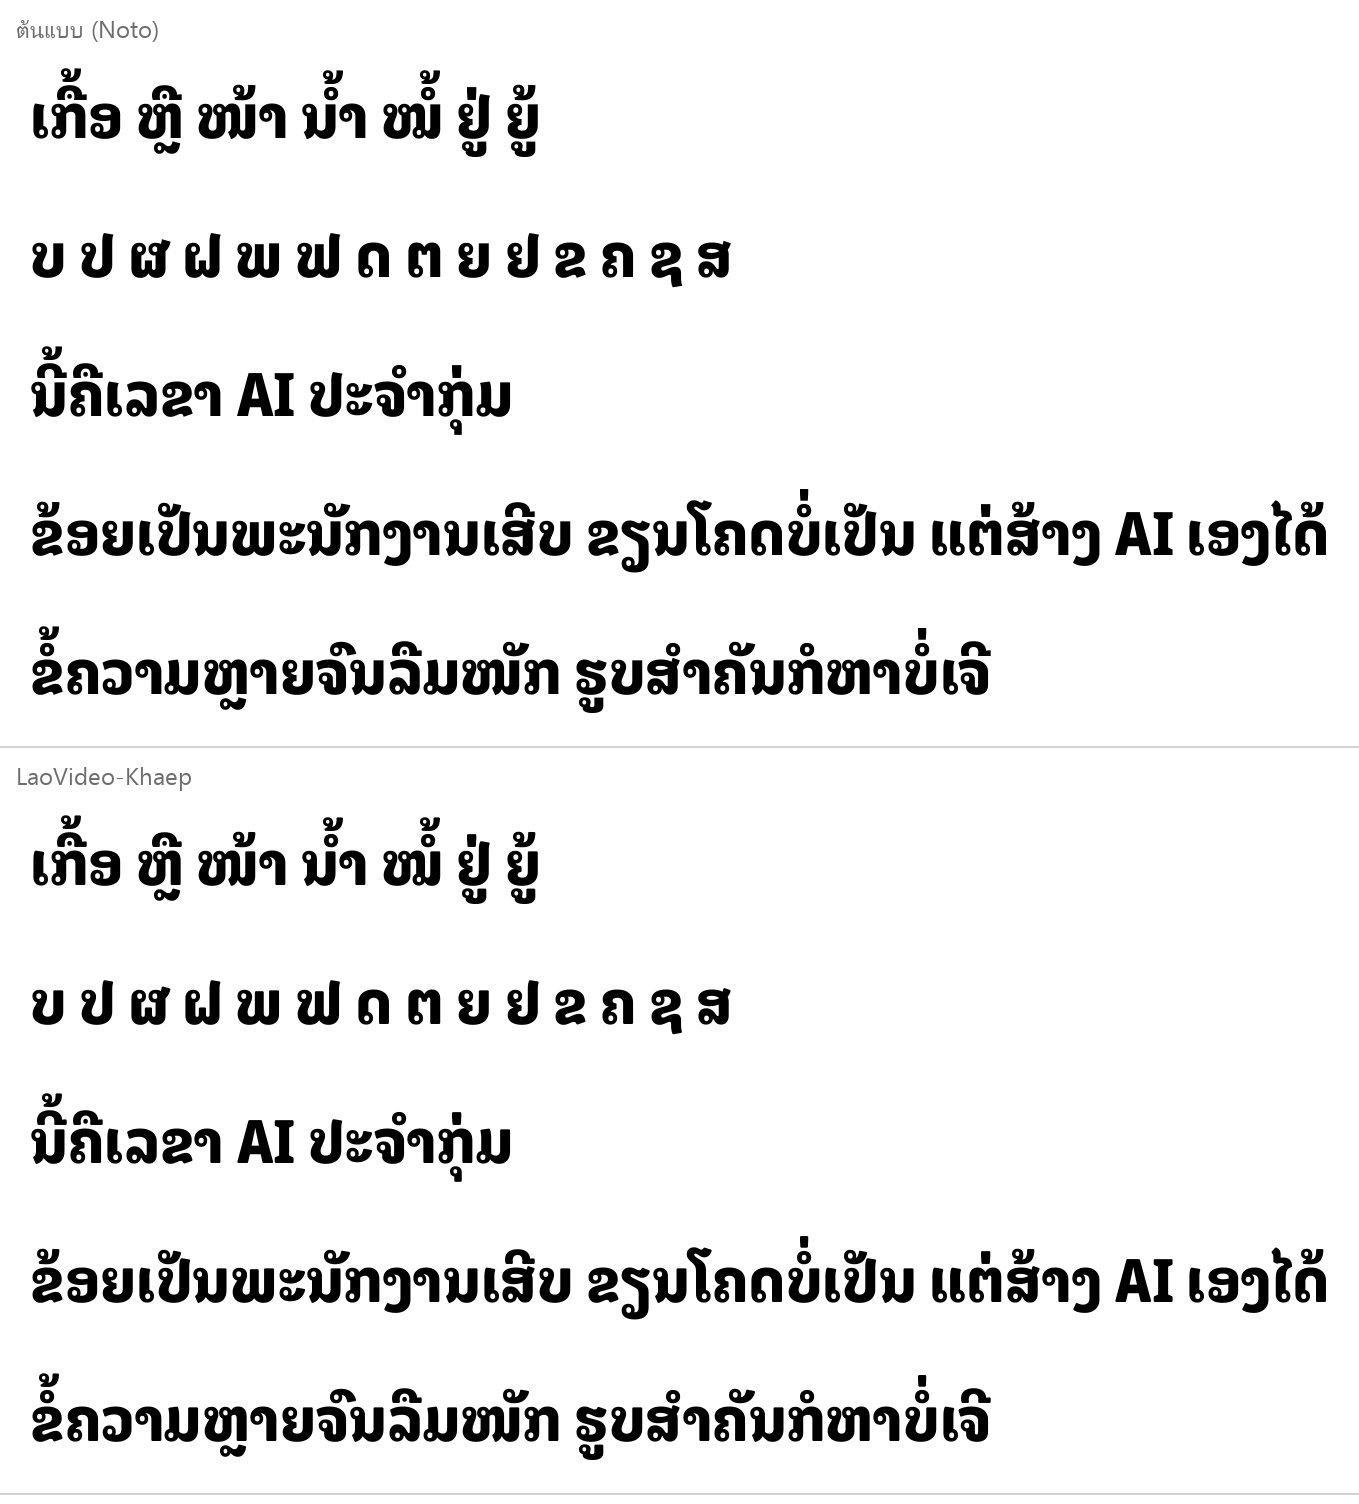 ต้นแบบ (Noto)
ເກື້ອ ຫຼື ໜ້າ ນ້ຳ ໝໍ້ ຢູ່ ຍູ້
ບ ປ ຜ ຝ ພ ຟ ດ ຕ ຍ ຢ ຂ ຄ ຊ ສ
ນີ້ຄືເລຂາ AI ປະຈຳກຸ່ມ
ຂ້ອຍເປັນພະນັກງານເສີບ ຂຽນໂຄດບໍ່ເປັນ ແຕ່ສ້າງ AI ເອງໄດ້
ຂໍ້ຄວາມຫຼາຍຈົນລືມໜັກ ຮູບສຳຄັນກໍຫາບໍ່ເຈີ
LaoVideo-Khaep
ເກື້ອ ຫຼື ໜ້າ ນ້ຳ ໝໍ້ ຢູ່ ຍູ້
ບ ປ ຜ ຝ ພ ຟ ດ ຕ ຍ ຢ ຂ ຄ ຊ ສ
ນີ້ຄືເລຂາ AI ປະຈຳກຸ່ມ
ຂ້ອຍເປັນພະນັກງານເສີບ ຂຽນໂຄດບໍ່ເປັນ ແຕ່ສ້າງ AI ເອງໄດ້
ຂໍ້ຄວາມຫຼາຍຈົນລືມໜັກ ຮູບສຳຄັນກໍຫາບໍ່ເຈີ